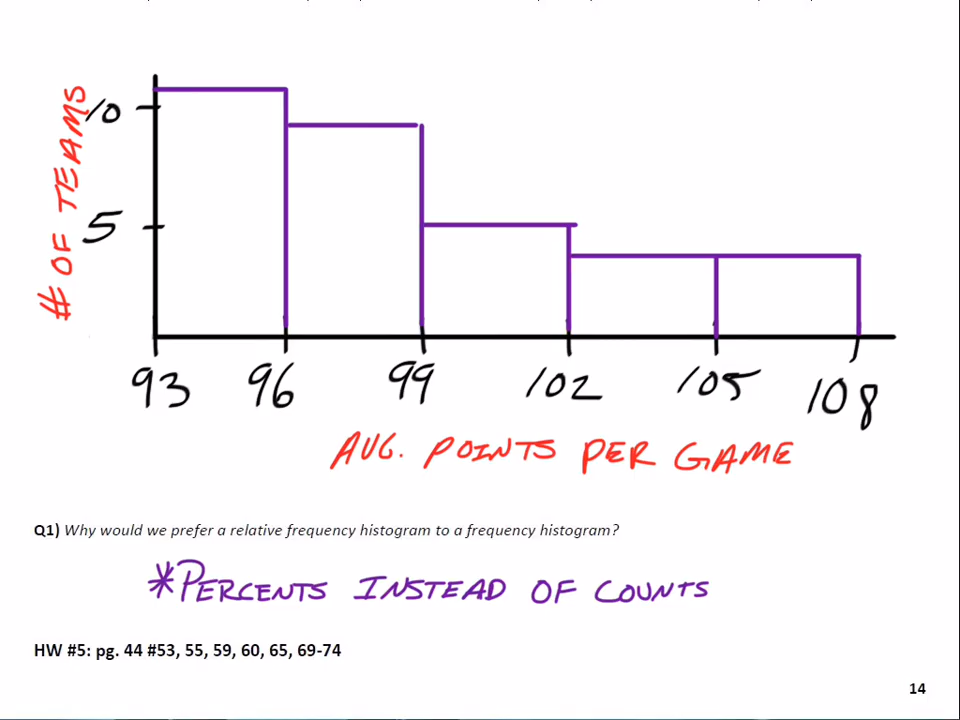 # OF TEAMS
10
5
93 96 99 102 105 108
AVG. POINTS PER GAME
Q1) Why would we prefer a relative frequency histogram to a frequency histogram?
*PERCENTS INSTEAD OF COUNTS
HW #5: pg. 44 #53, 55, 59, 60, 65, 69-74
14